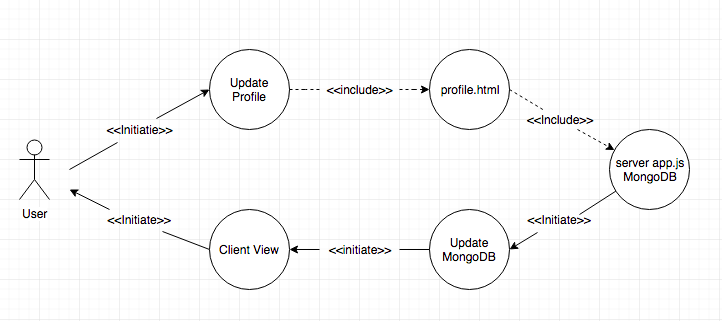 Update
Profile
<<include>>
profile.html
<<Include>>
<<Initiatie>>
server app.js
MongoDB
User
<<Initiate>>
Client View
<<initiate>>
Update
MongoDB
<<Initiate>>